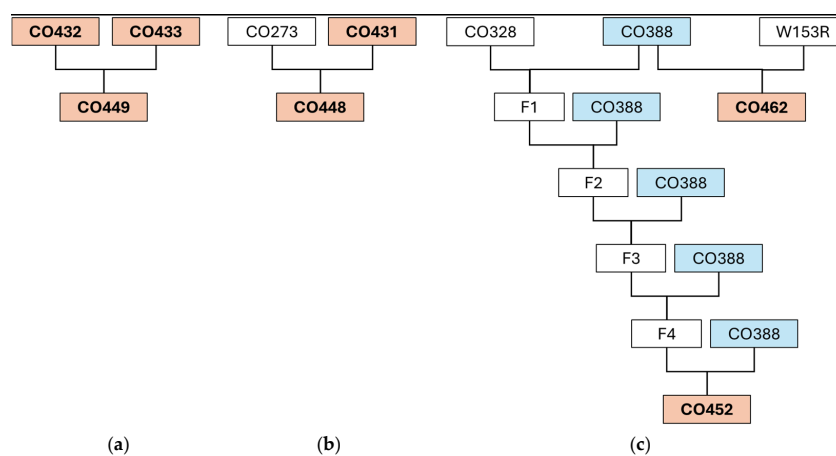 CO432 CO433 CO273 CO431 CO328 CO388 W153R
CO449 CO448 F1 CO388 CO462
F2 CO388
F3 CO388
F4 CO388
CO452
(a) (b) (c)